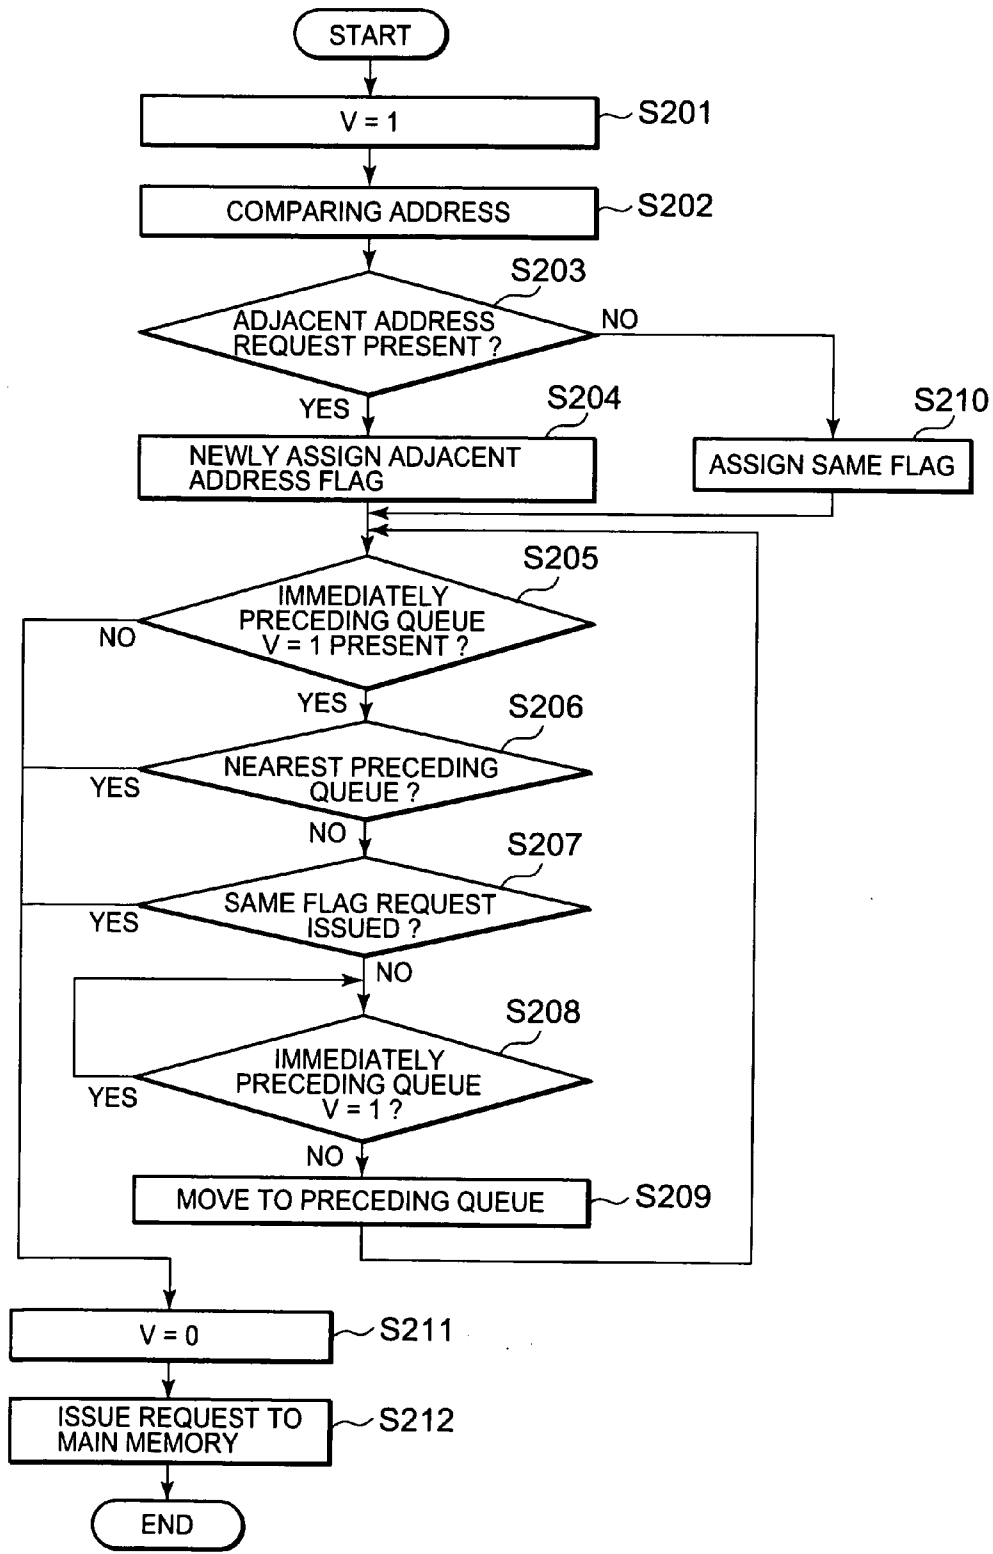 START
V = 1
S201
COMPARING ADDRESS
S202
S203
ADJACENT ADDRESS
REQUEST PRESENT ?
NO
YES
S204
NEWLY ASSIGN ADJACENT
ADDRESS FLAG
S210
ASSIGN SAME FLAG
S205
IMMEDIATELY
PRECEDING QUEUE
V = 1 PRESENT ?
NO
YES
S206
NEAREST PRECEDING
QUEUE ?
YES
NO
S207
SAME FLAG REQUEST
ISSUED ?
YES
NO
S208
IMMEDIATELY
PRECEDING QUEUE
V = 1 ?
YES
NO
MOVE TO PRECEDING QUEUE
S209
V = 0
S211
ISSUE REQUEST TO
MAIN MEMORY
S212
END